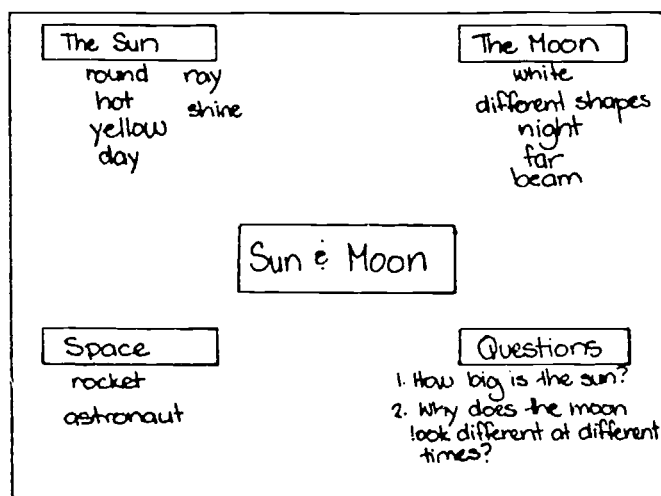 The Sun
round ray
hot shine
yellow
day
The Moon
white
different shapes
night
far
beam
Sun & Moon
Space
rocket
astronaut
Questions
1. How big is the sun?
2. Why does the moon
look different at different
times?